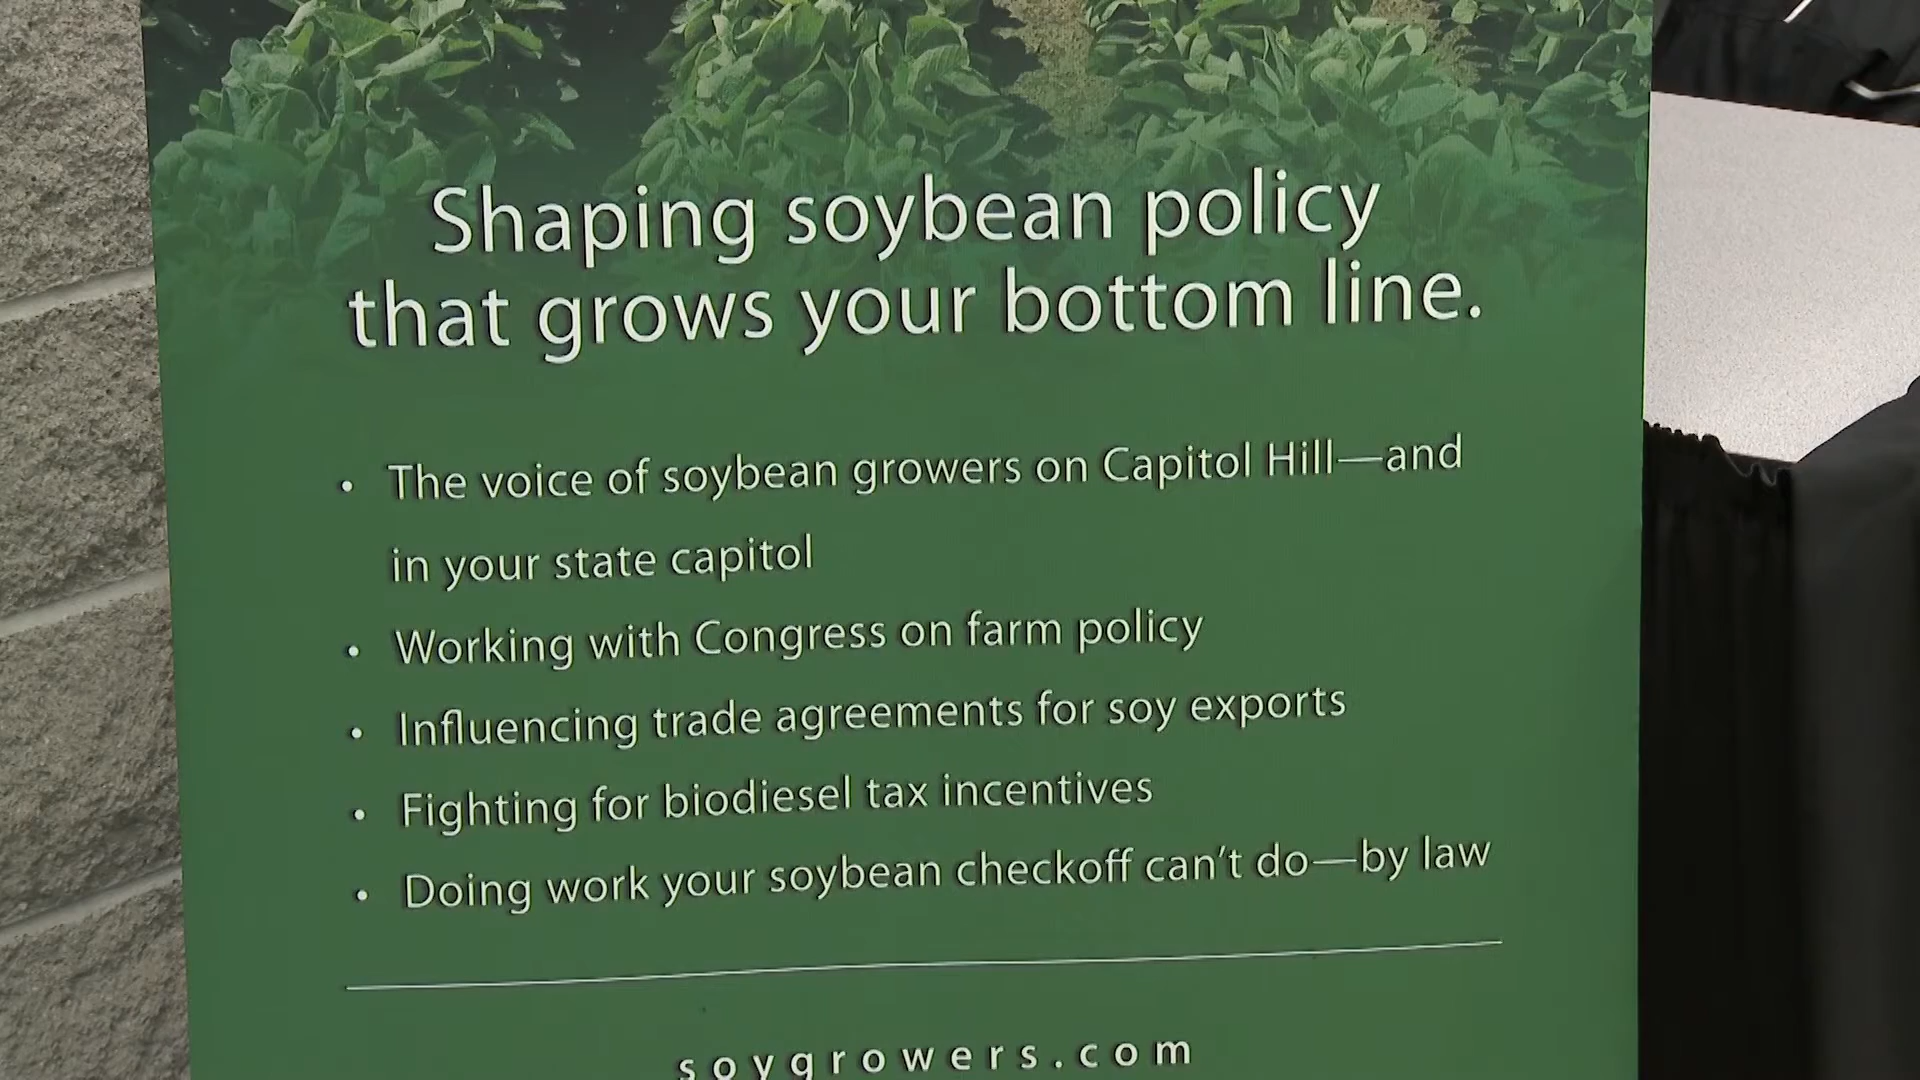 Shaping soybean policy
that grows your bottom line.
• The voice of soybean growers on Capitol Hill—and
in your state capitol
• Working with Congress on farm policy
• Influencing trade agreements for soy exports
• Fighting for biodiesel tax incentives
• Doing work your soybean checkoff can't do—by law
soygrowers.com